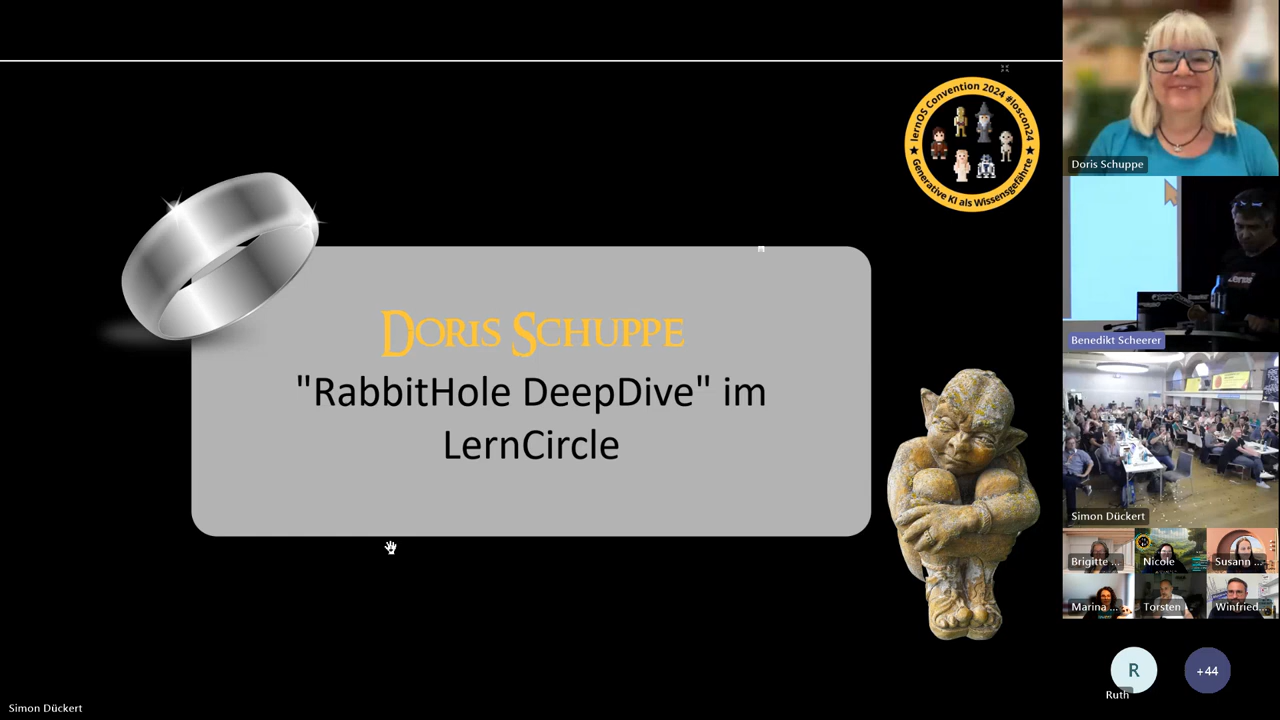 lernOS Convention 2024 #loscon24
★ Generative KI als Wissensgefährte ★
Doris Schuppe
"RabbitHole DeepDive" im
LernCircle
Doris Schuppe
Benedikt Scheerer
Simon Dückert
Brigitte ...
Nicole
Susann ...
Marina ...
Torsten
Winfried...
R
+44
Ruth
Simon Dückert